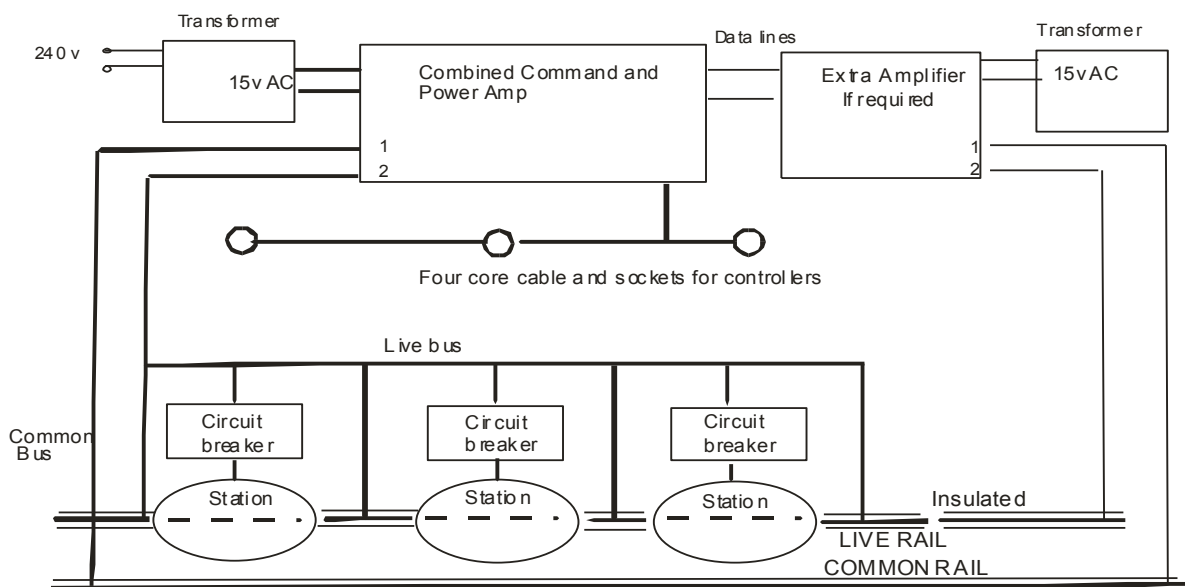 Transformer
240 v
15v AC
Combined Command and
Power Amp
1
2
Data lines
Extra Amplifier
If required
1
2
Transformer
15v AC
Four core cable and sockets for controllers
Live bus
Circuit
breaker
Circuit
breaker
Circuit
breaker
Common
Bus
Station
Station
Station
Insulated
LIVE RAIL
COMMON RAIL